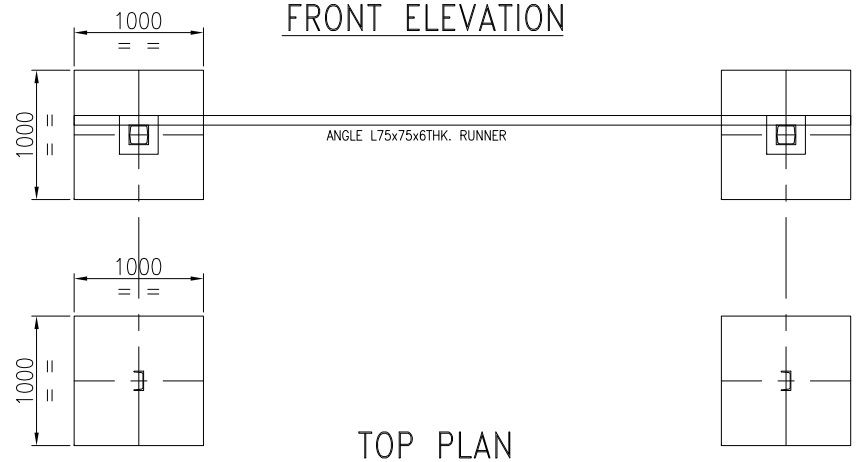 FRONT ELEVATION
1000
= =
1000
= =
ANGLE L75x75x6THK. RUNNER
1000
= =
1000
= =
TOP PLAN